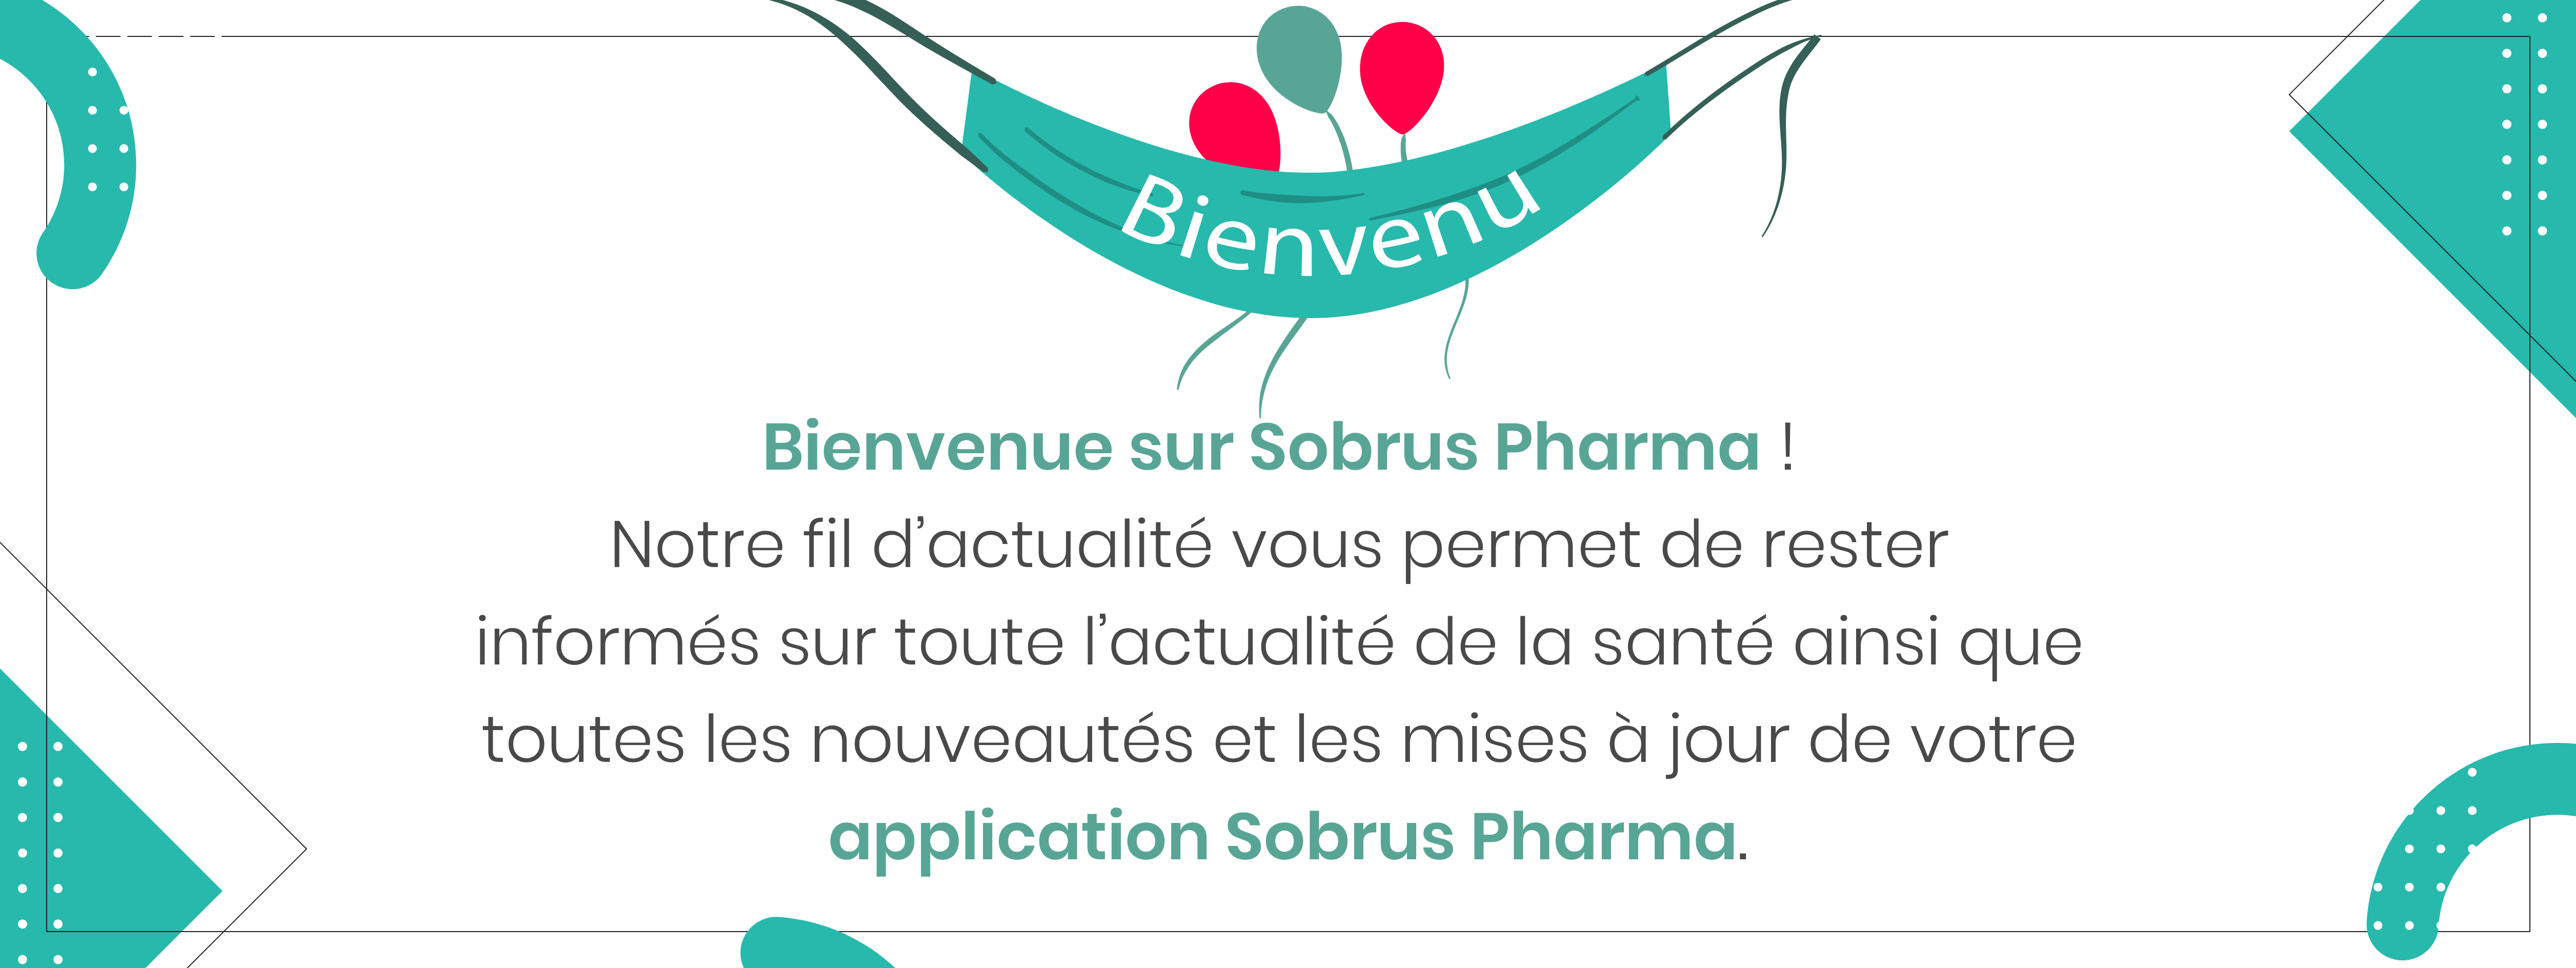 Bienvenu
Bienvenue sur Sobrus Pharma !
Notre fil d’actualité vous permet de rester
informés sur toute l’actualité de la santé ainsi que
toutes les nouveautés et les mises à jour de votre
application Sobrus Pharma.